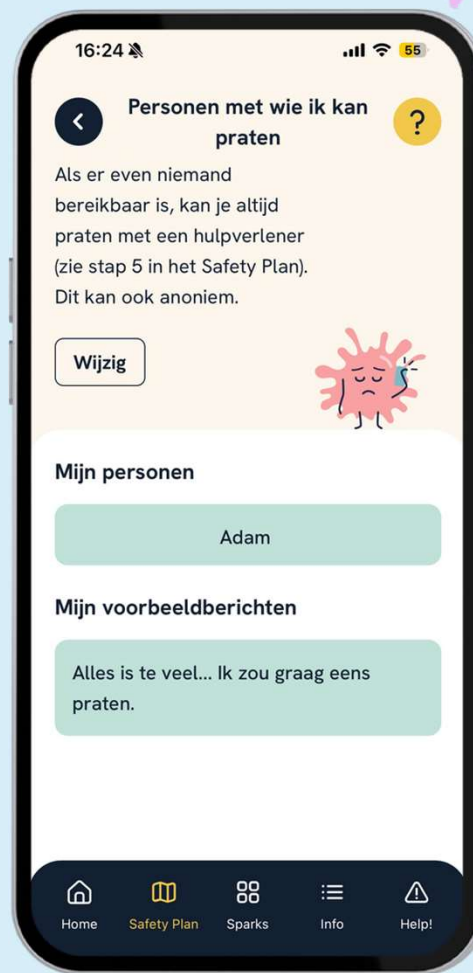 16:24
55
Personen met wie ik kan
praten
?
Als er even niemand
bereikbaar is, kan je altijd
praten met een hulpverlener
(zie stap 5 in het Safety Plan).
Dit kan ook anoniem.
Wijzig
Mijn personen
Adam
Mijn voorbeeldberichten
Alles is te veel... Ik zou graag eens
praten.
Home Safety Plan Sparks Info Help!